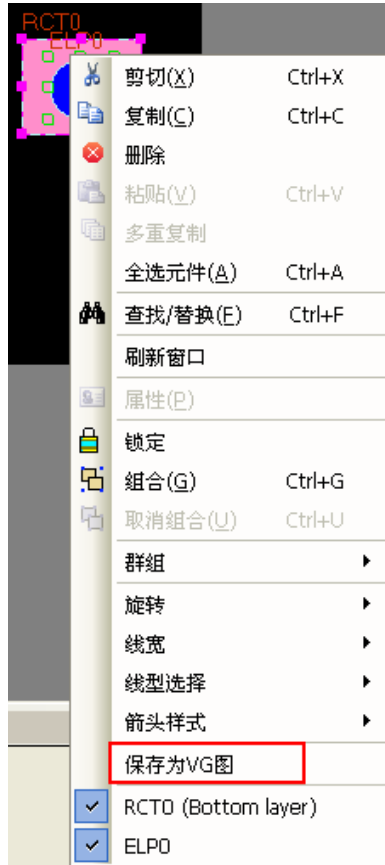 RCT0
ELP0
剪切(X) Ctrl+X
复制(C) Ctrl+C
删除
粘贴(V) Ctrl+V
多重复制
全选元件(A) Ctrl+A
查找/替换(F) Ctrl+F
刷新窗口
属性(P)
锁定
组合(G) Ctrl+G
取消组合(U) Ctrl+U
群组
旋转
线宽
线型选择
箭头样式
保存为VG图
RCT0 (Bottom layer)
ELP0